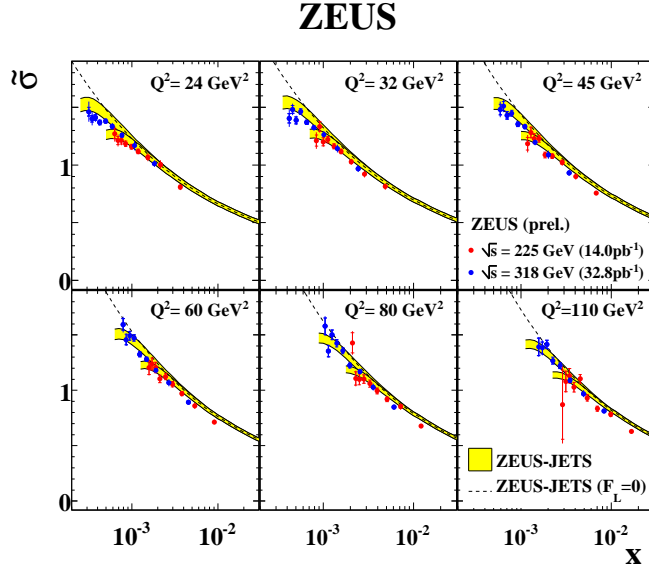 ZEUS
σ̃
Q²= 24 GeV²
Q²= 32 GeV²
Q²= 45 GeV²
1
0
ZEUS (prel.)
√s = 225 GeV (14.0pb⁻¹)
√s = 318 GeV (32.8pb⁻¹)
Q²= 60 GeV²
Q²= 80 GeV²
Q²=110 GeV²
1
0
ZEUS-JETS
ZEUS-JETS (F_L=0)
10⁻³ 10⁻² 10⁻³ 10⁻² 10⁻³ 10⁻²
x